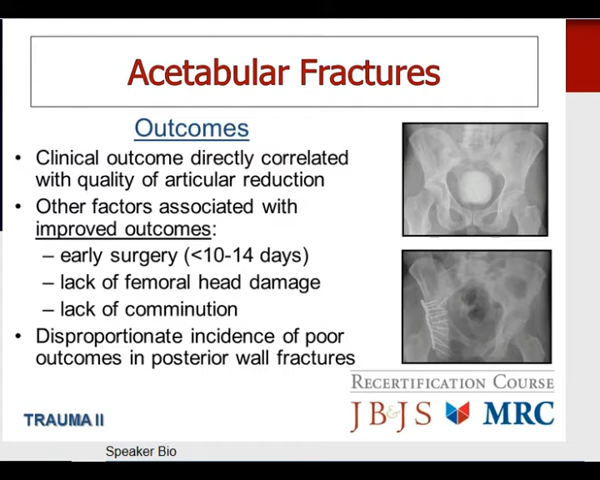 Acetabular Fractures
Outcomes
• Clinical outcome directly correlated
with quality of articular reduction
• Other factors associated with
improved outcomes:
– early surgery (<10-14 days)
– lack of femoral head damage
– lack of comminution
• Disproportionate incidence of poor
outcomes in posterior wall fractures
RECERTIFICATION COURSE
JB&JS MRC
TRAUMA II
Speaker Bio